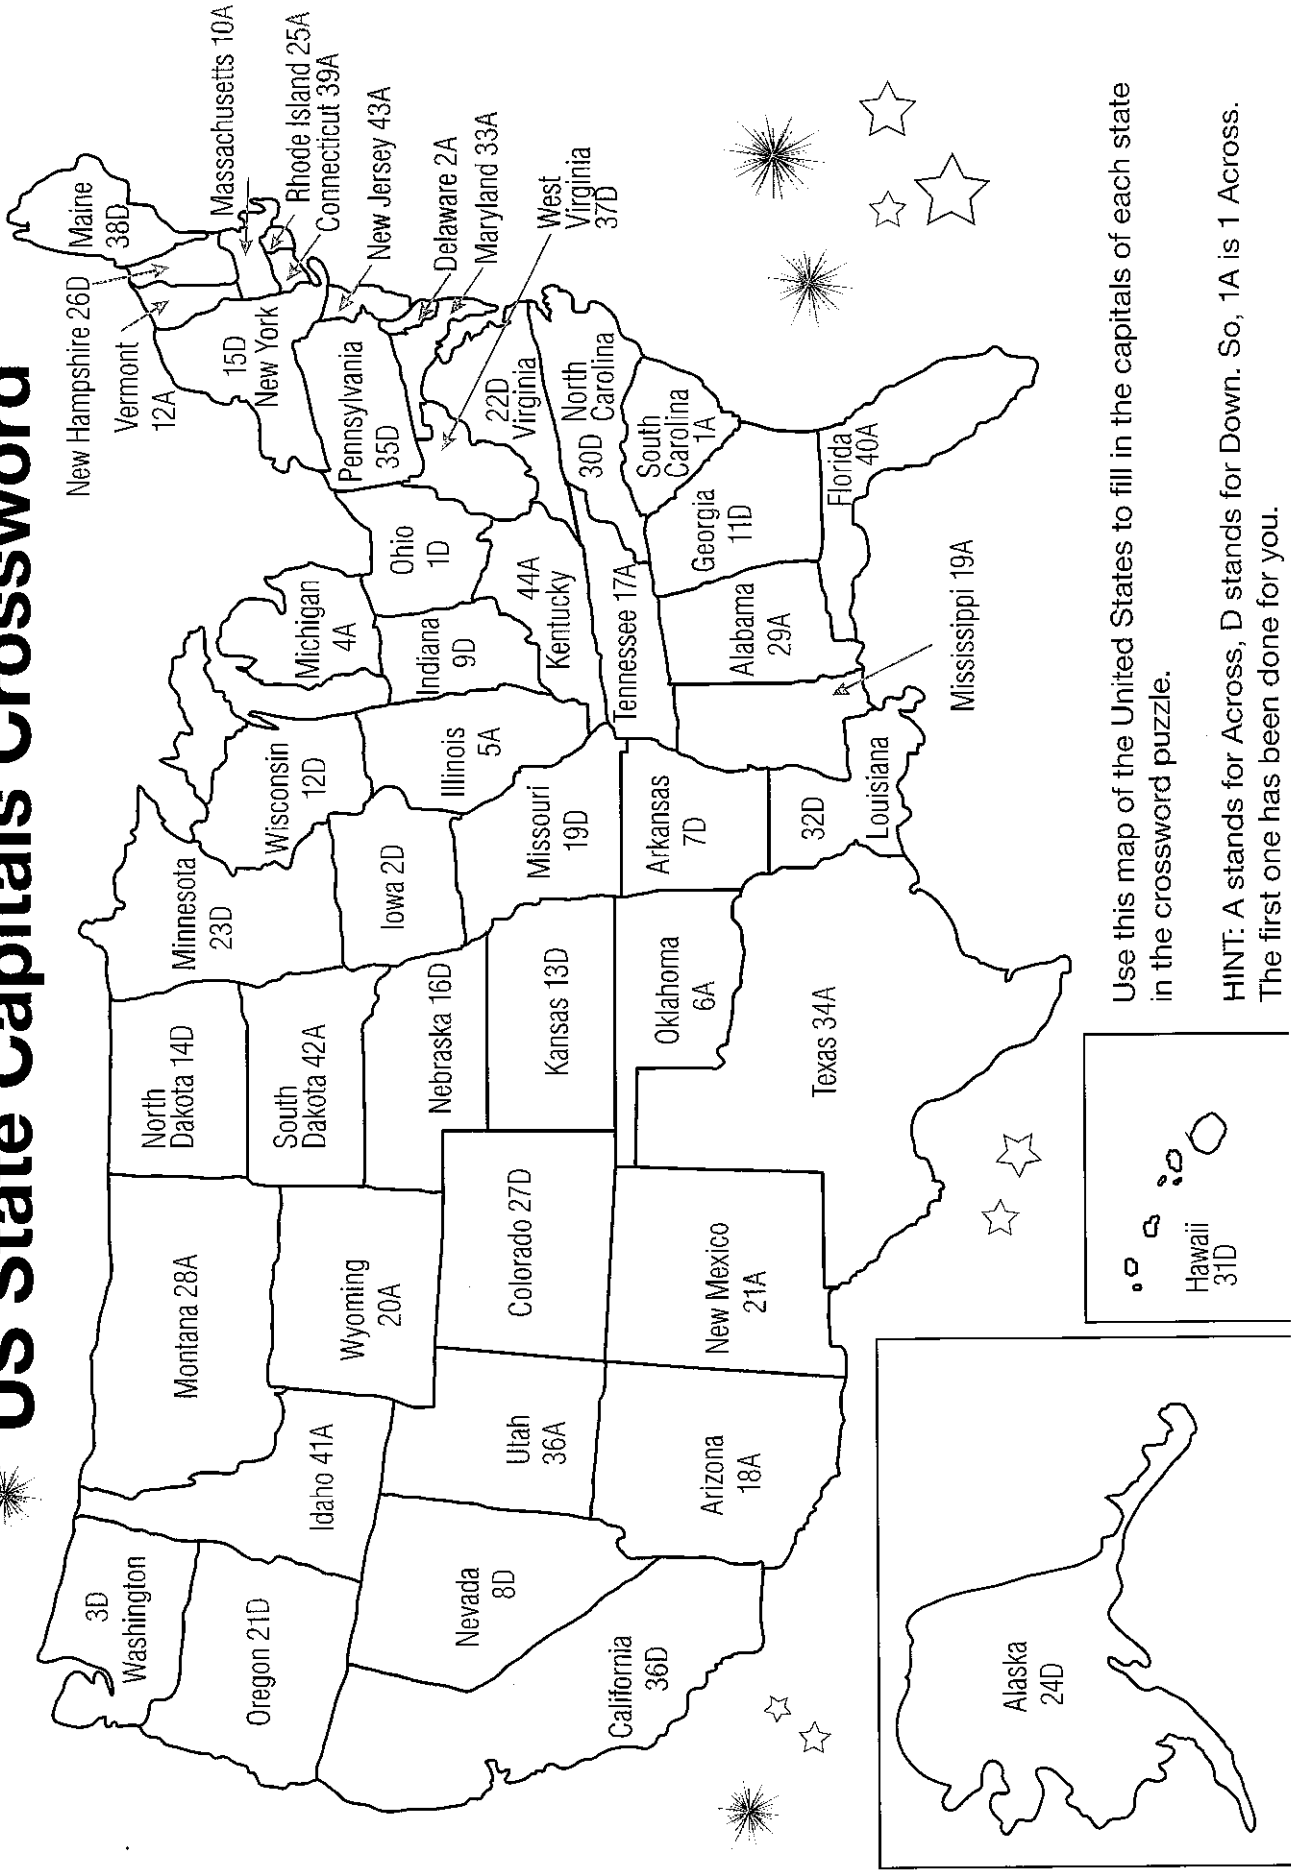 US State Capitals Crossword
3D
Washington
Oregon 21D
Idaho 41A
Montana 28A
North
Dakota 14D
South
Dakota 42A
Minnesota
23D
Wisconsin
12D
Michigan
4A
New Hampshire 26D
Vermont
12A
Maine
38D
15D
New York
Massachusetts 10A
Rhode Island 25A
Connecticut 39A
New Jersey 43A
Delaware 2A
Maryland 33A
West
Virginia
37D
Pennsylvania
35D
Ohio
1D
Indiana
9D
Illinois
5A
Iowa 2D
Nebraska 16D
Wyoming
20A
Nevada
8D
Utah
36A
Colorado 27D
Kansas 13D
Missouri
19D
44A
Kentucky
22D
Virginia
30D
North
Carolina
Tennessee 17A
South
Carolina
1A
California
36D
Arizona
18A
New Mexico
21A
Oklahoma
6A
Arkansas
7D
Georgia
11D
Alabama
29A
Mississippi 19A
Texas 34A
32D
Louisiana
Florida
40A
Alaska
24D
Hawaii
31D
Use this map of the United States to fill in the capitals of each state
in the crossword puzzle.
HINT: A stands for Across, D stands for Down. So, 1A is 1 Across.
The first one has been done for you.